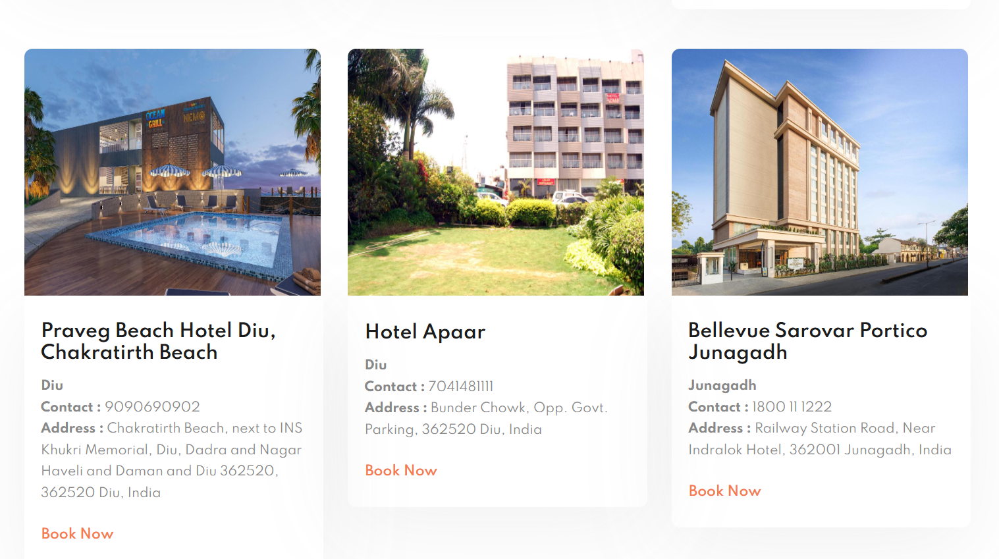 OCEAN
GRILL
NEMO
HOTEL
APAAR
Praveg Beach Hotel Diu,
Chakratirth Beach
Diu
Contact : 9090690902
Address : Chakratirth Beach, next to INS
Khukri Memorial, Diu, Dadra and Nagar
Haveli and Daman and Diu 362520,
362520 Diu, India
Book Now
Hotel Apaar
Diu
Contact : 7041481111
Address : Bunder Chowk, Opp. Govt.
Parking, 362520 Diu, India
Book Now
Bellevue Sarovar Portico
Junagadh
Junagadh
Contact : 1800 11 1222
Address : Railway Station Road, Near
Indralok Hotel, 362001 Junagadh, India
Book Now